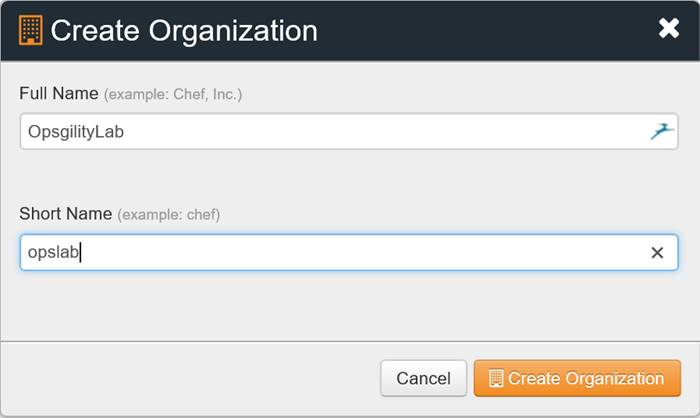 Create Organization
Full Name (example: Chef, Inc.)
OpsgilityLab
Short Name (example: chef)
opslab
Cancel Create Organization